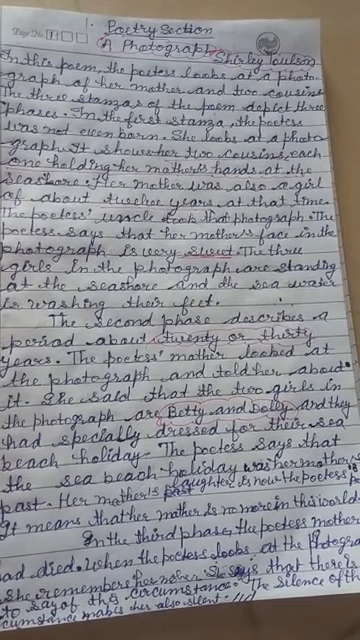 1. Poetry Section
Page No. 1
A Photograph
Shirley Toulson
In this poem, the poetess looks at a photo-
graph of her mother and two cousins
The three stanzas of the poem depict three
phases. In the first stanza, the poetess
was not even born. She looks at a photo
graph. It shows her two cousins, each
one holding her mother's hands at the
seashore. Her mother was also a girl
of about twelve years at that time.
The poetess' uncle took that photograph. The
poetess says that her mother's face in the
photograph is very sweet. The three
girls in the photograph are standing
at the seashore and the sea water
is washing their feet.
The second phase describes a
period about twenty or thirty
years. The poetess' mother looked at
the photograph and told her about
it. She said that the two girls in
the photograph are Betty and Dolly and they
had specially dressed for their sea
beach holiday. The poetess says that
the sea beach holiday was her mother's
past. Her mother's laughter is now the poetess's
past
It means that her mother is no more in this world
In the third phase, the poetess mother
had died. When the poetess looks at the photogra
she remembers her mother. She says that there is
to say of this circumstance. The silence of th
cumstance makes her also silent.